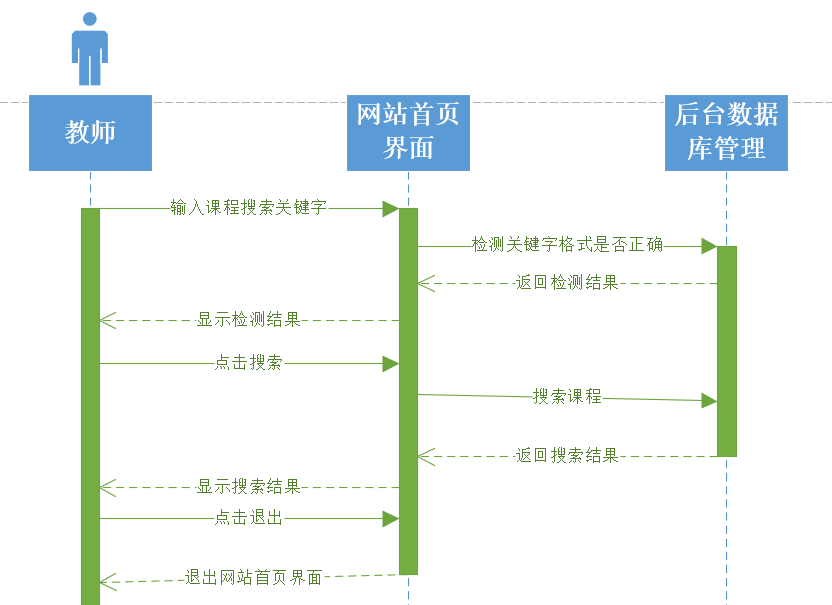 教师
网站首页
界面
后台数据
库管理
输入课程搜索关键字
检测关键字格式是否正确
返回检测结果
显示检测结果
点击搜索
搜索课程
返回搜索结果
显示搜索结果
点击退出
退出网站首页界面